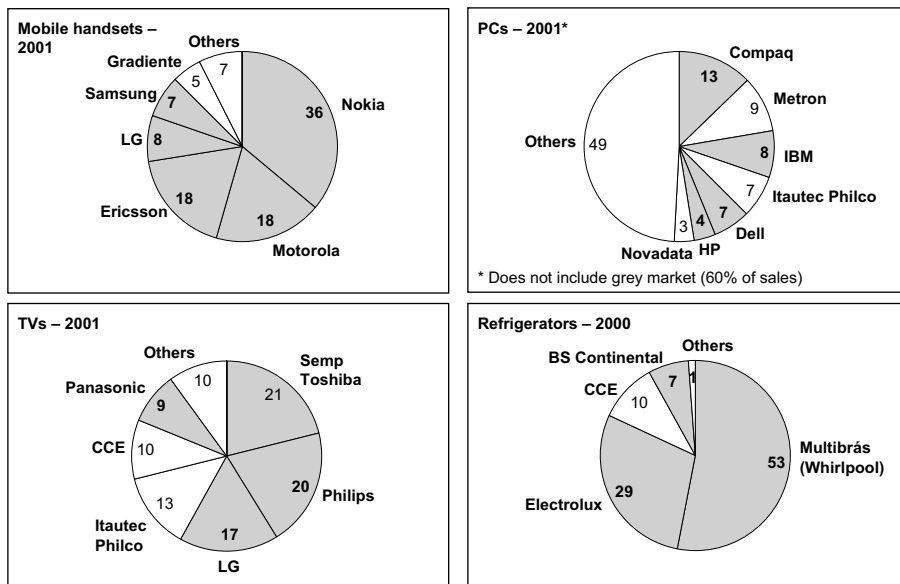 Mobile handsets –
2001
Others
7
Gradiente
5
Samsung
7
LG
8
Ericsson
18
18
Motorola
36
Nokia
PCs – 2001*
Compaq
13
Metron
9
8
IBM
7
Itautec Philco
7
Dell
4
HP
3
Novadata
Others
49
* Does not include grey market (60% of sales)
TVs – 2001
Others
10
Semp
Toshiba
21
Panasonic
9
CCE
10
20
Philips
13
Itautec
Philco
17
LG
Refrigerators – 2000
Others
1
BS Continental
7
CCE
10
Multibrás
(Whirlpool)
53
Electrolux
29